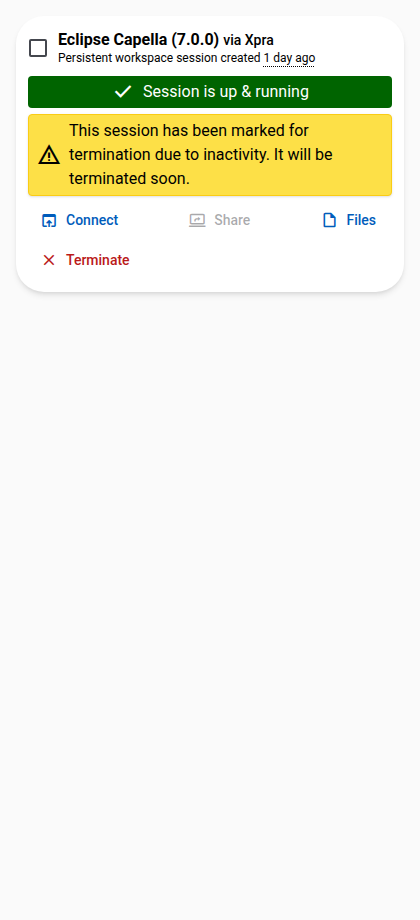 Eclipse Capella (7.0.0) via Xpra
Persistent workspace session created 1 day ago
Session is up & running
This session has been marked for
termination due to inactivity. It will be
terminated soon.
Connect
Share
Files
Terminate